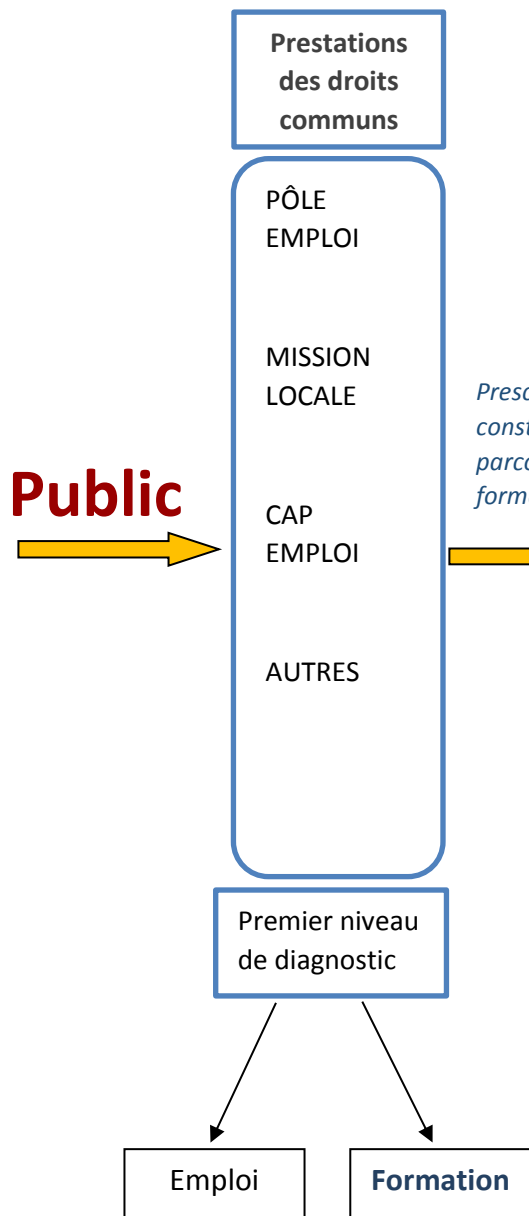 Prestations
des droits
communs
PÔLE
EMPLOI
MISSION
LOCALE
Public
CAP
EMPLOI
AUTRES
Premier niveau
de diagnostic
Emploi
Formation